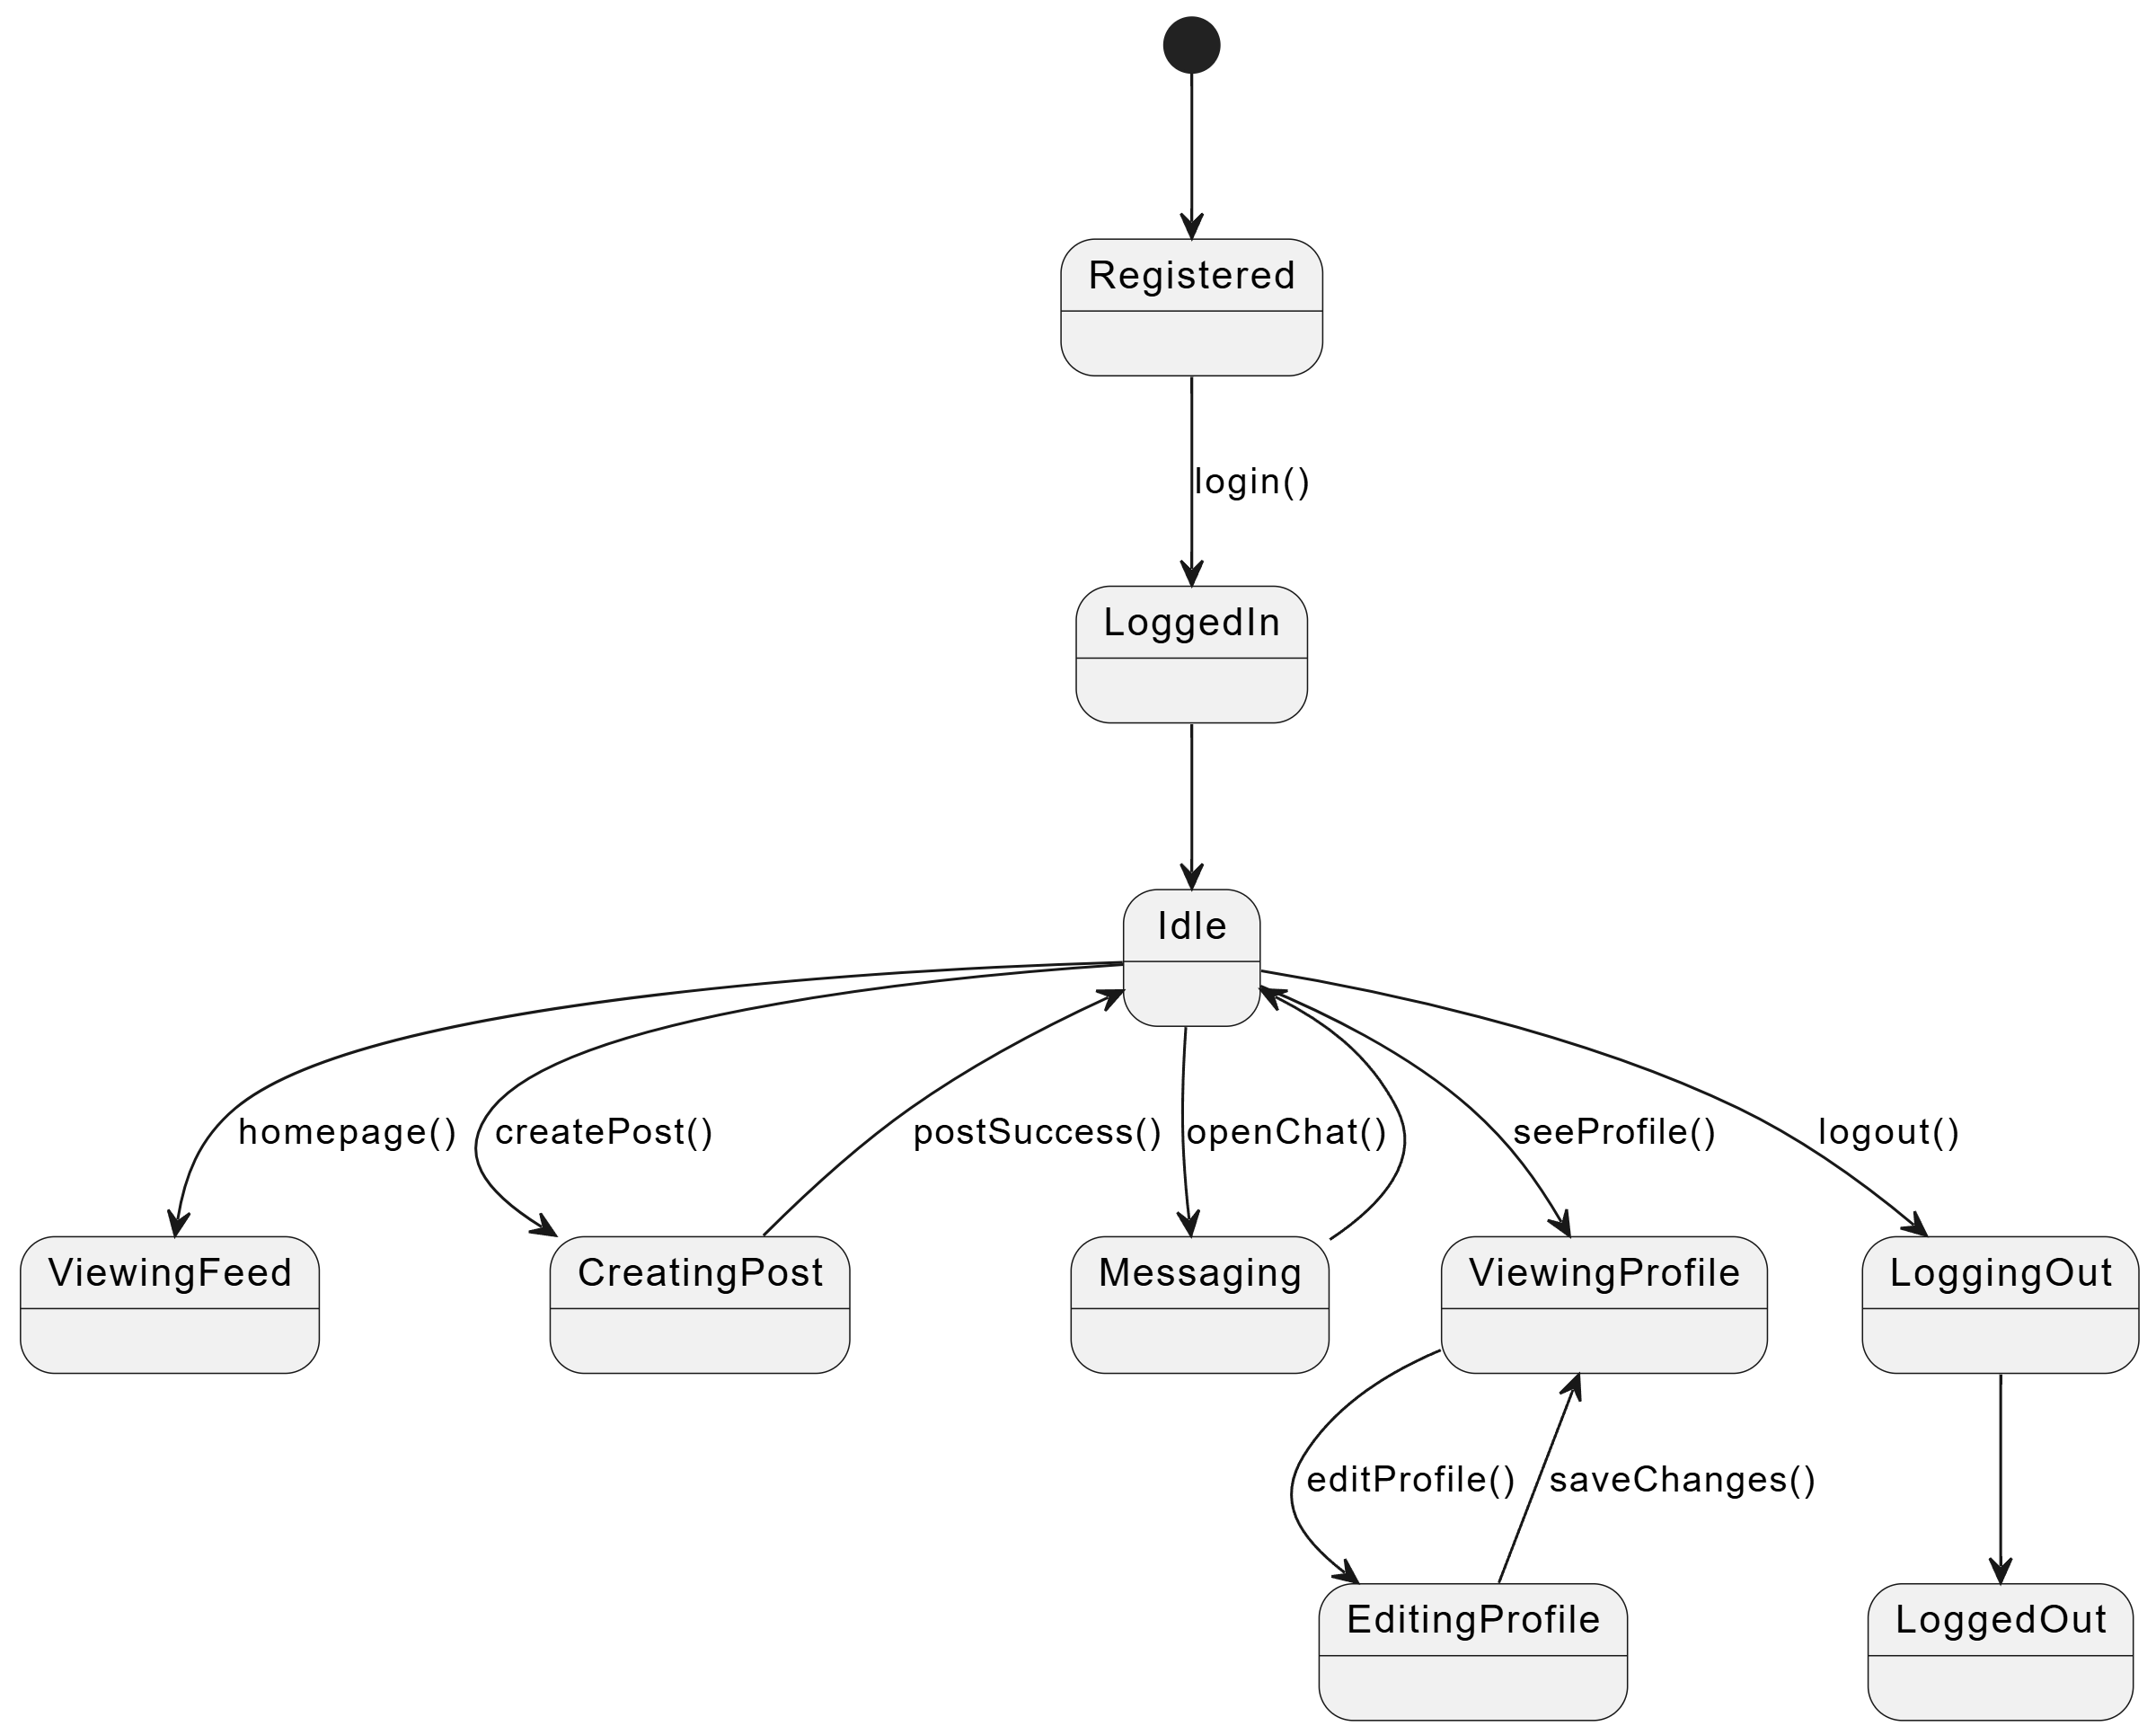 Registered
login()
LoggedIn
Idle
homepage()
createPost()
postSuccess()
openChat()
seeProfile()
logout()
ViewingFeed
CreatingPost
Messaging
ViewingProfile
LoggingOut
editProfile()
saveChanges()
EditingProfile
LoggedOut